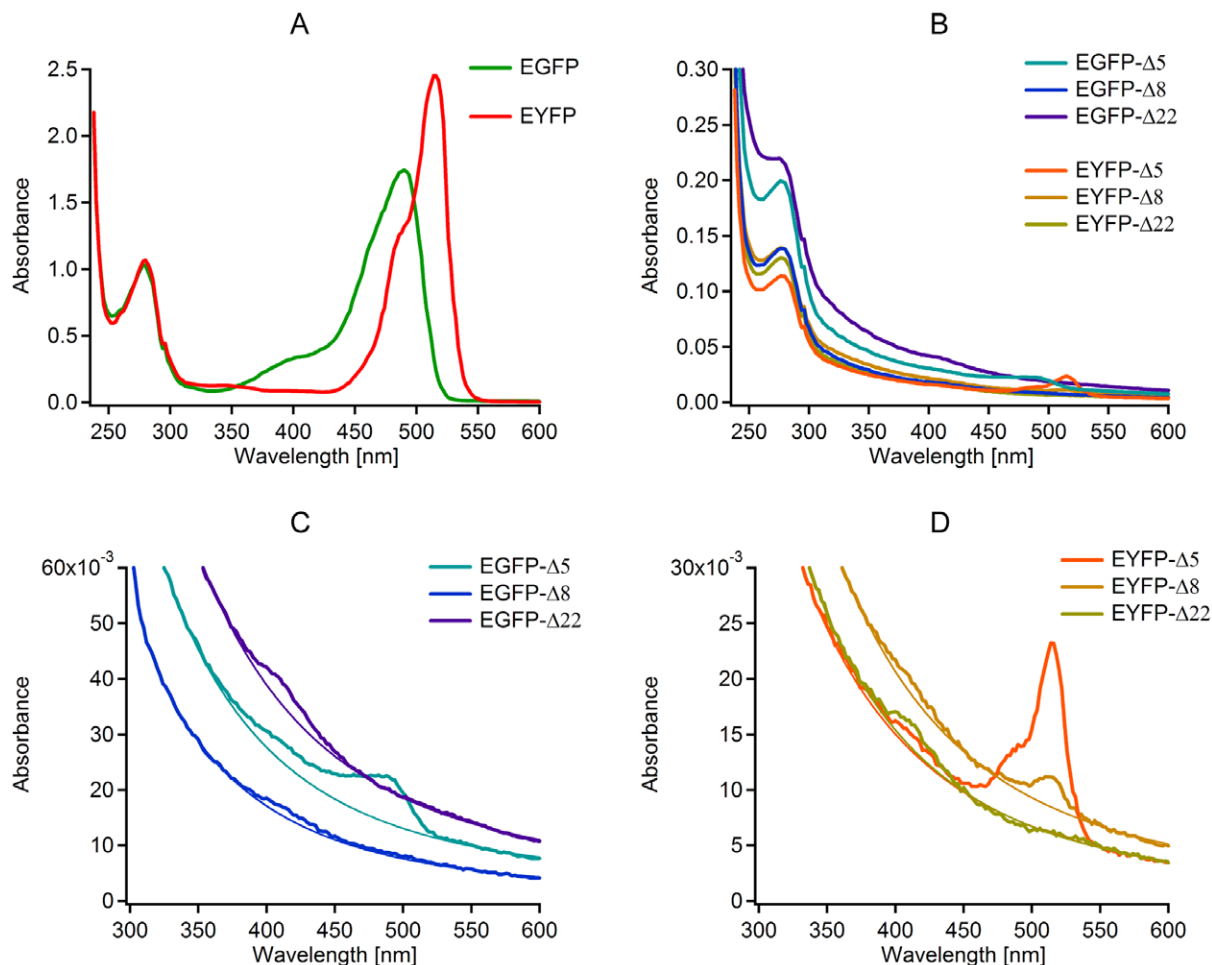 A
2.5
2.0
1.5
1.0
0.5
0.0
Absorbance
250 300 350 400 450 500 550 600
Wavelength [nm]
EGFP
EYFP
B
0.30
0.25
0.20
0.15
0.10
0.05
0.00
Absorbance
250 300 350 400 450 500 550 600
Wavelength [nm]
EGFP-Δ5
EGFP-Δ8
EGFP-Δ22
EYFP-Δ5
EYFP-Δ8
EYFP-Δ22
C
60x10⁻³
50
40
30
20
10
0
Absorbance
300 350 400 450 500 550 600
Wavelength [nm]
EGFP-Δ5
EGFP-Δ8
EGFP-Δ22
D
30x10⁻³
25
20
15
10
5
0
Absorbance
300 350 400 450 500 550 600
Wavelength [nm]
EYFP-Δ5
EYFP-Δ8
EYFP-Δ22